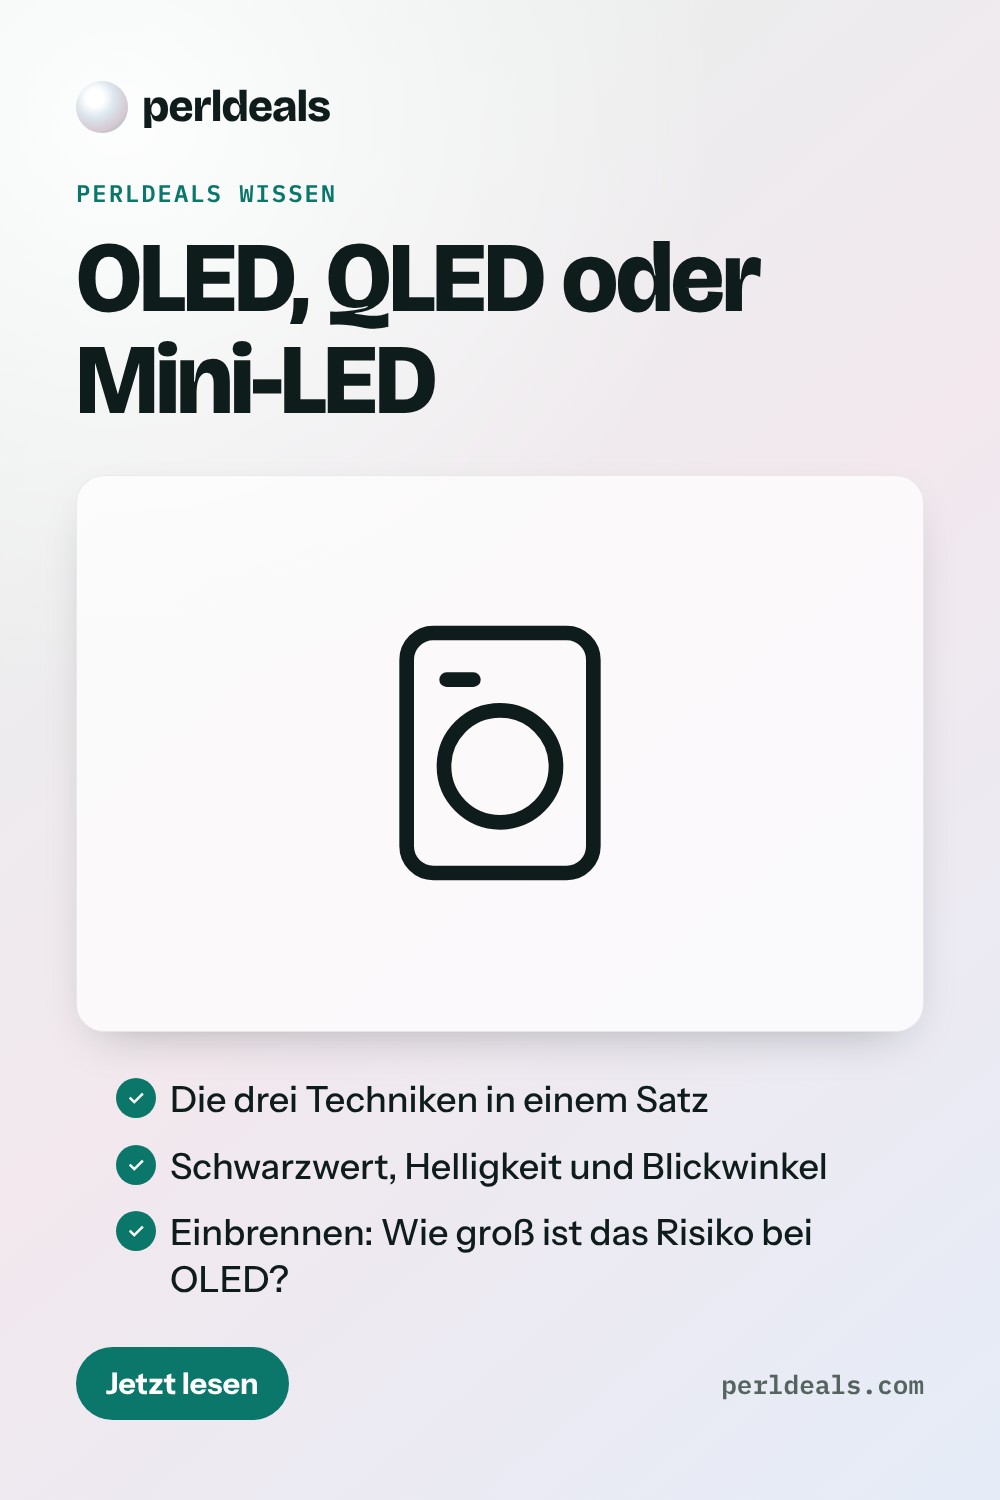 perldeals
PERLDEALS WISSEN
OLED, QLED oder
Mini-LED
Die drei Techniken in einem Satz
Schwarzwert, Helligkeit und Blickwinkel
Einbrennen: Wie groß ist das Risiko bei
OLED?
Jetzt lesen
perldeals.com